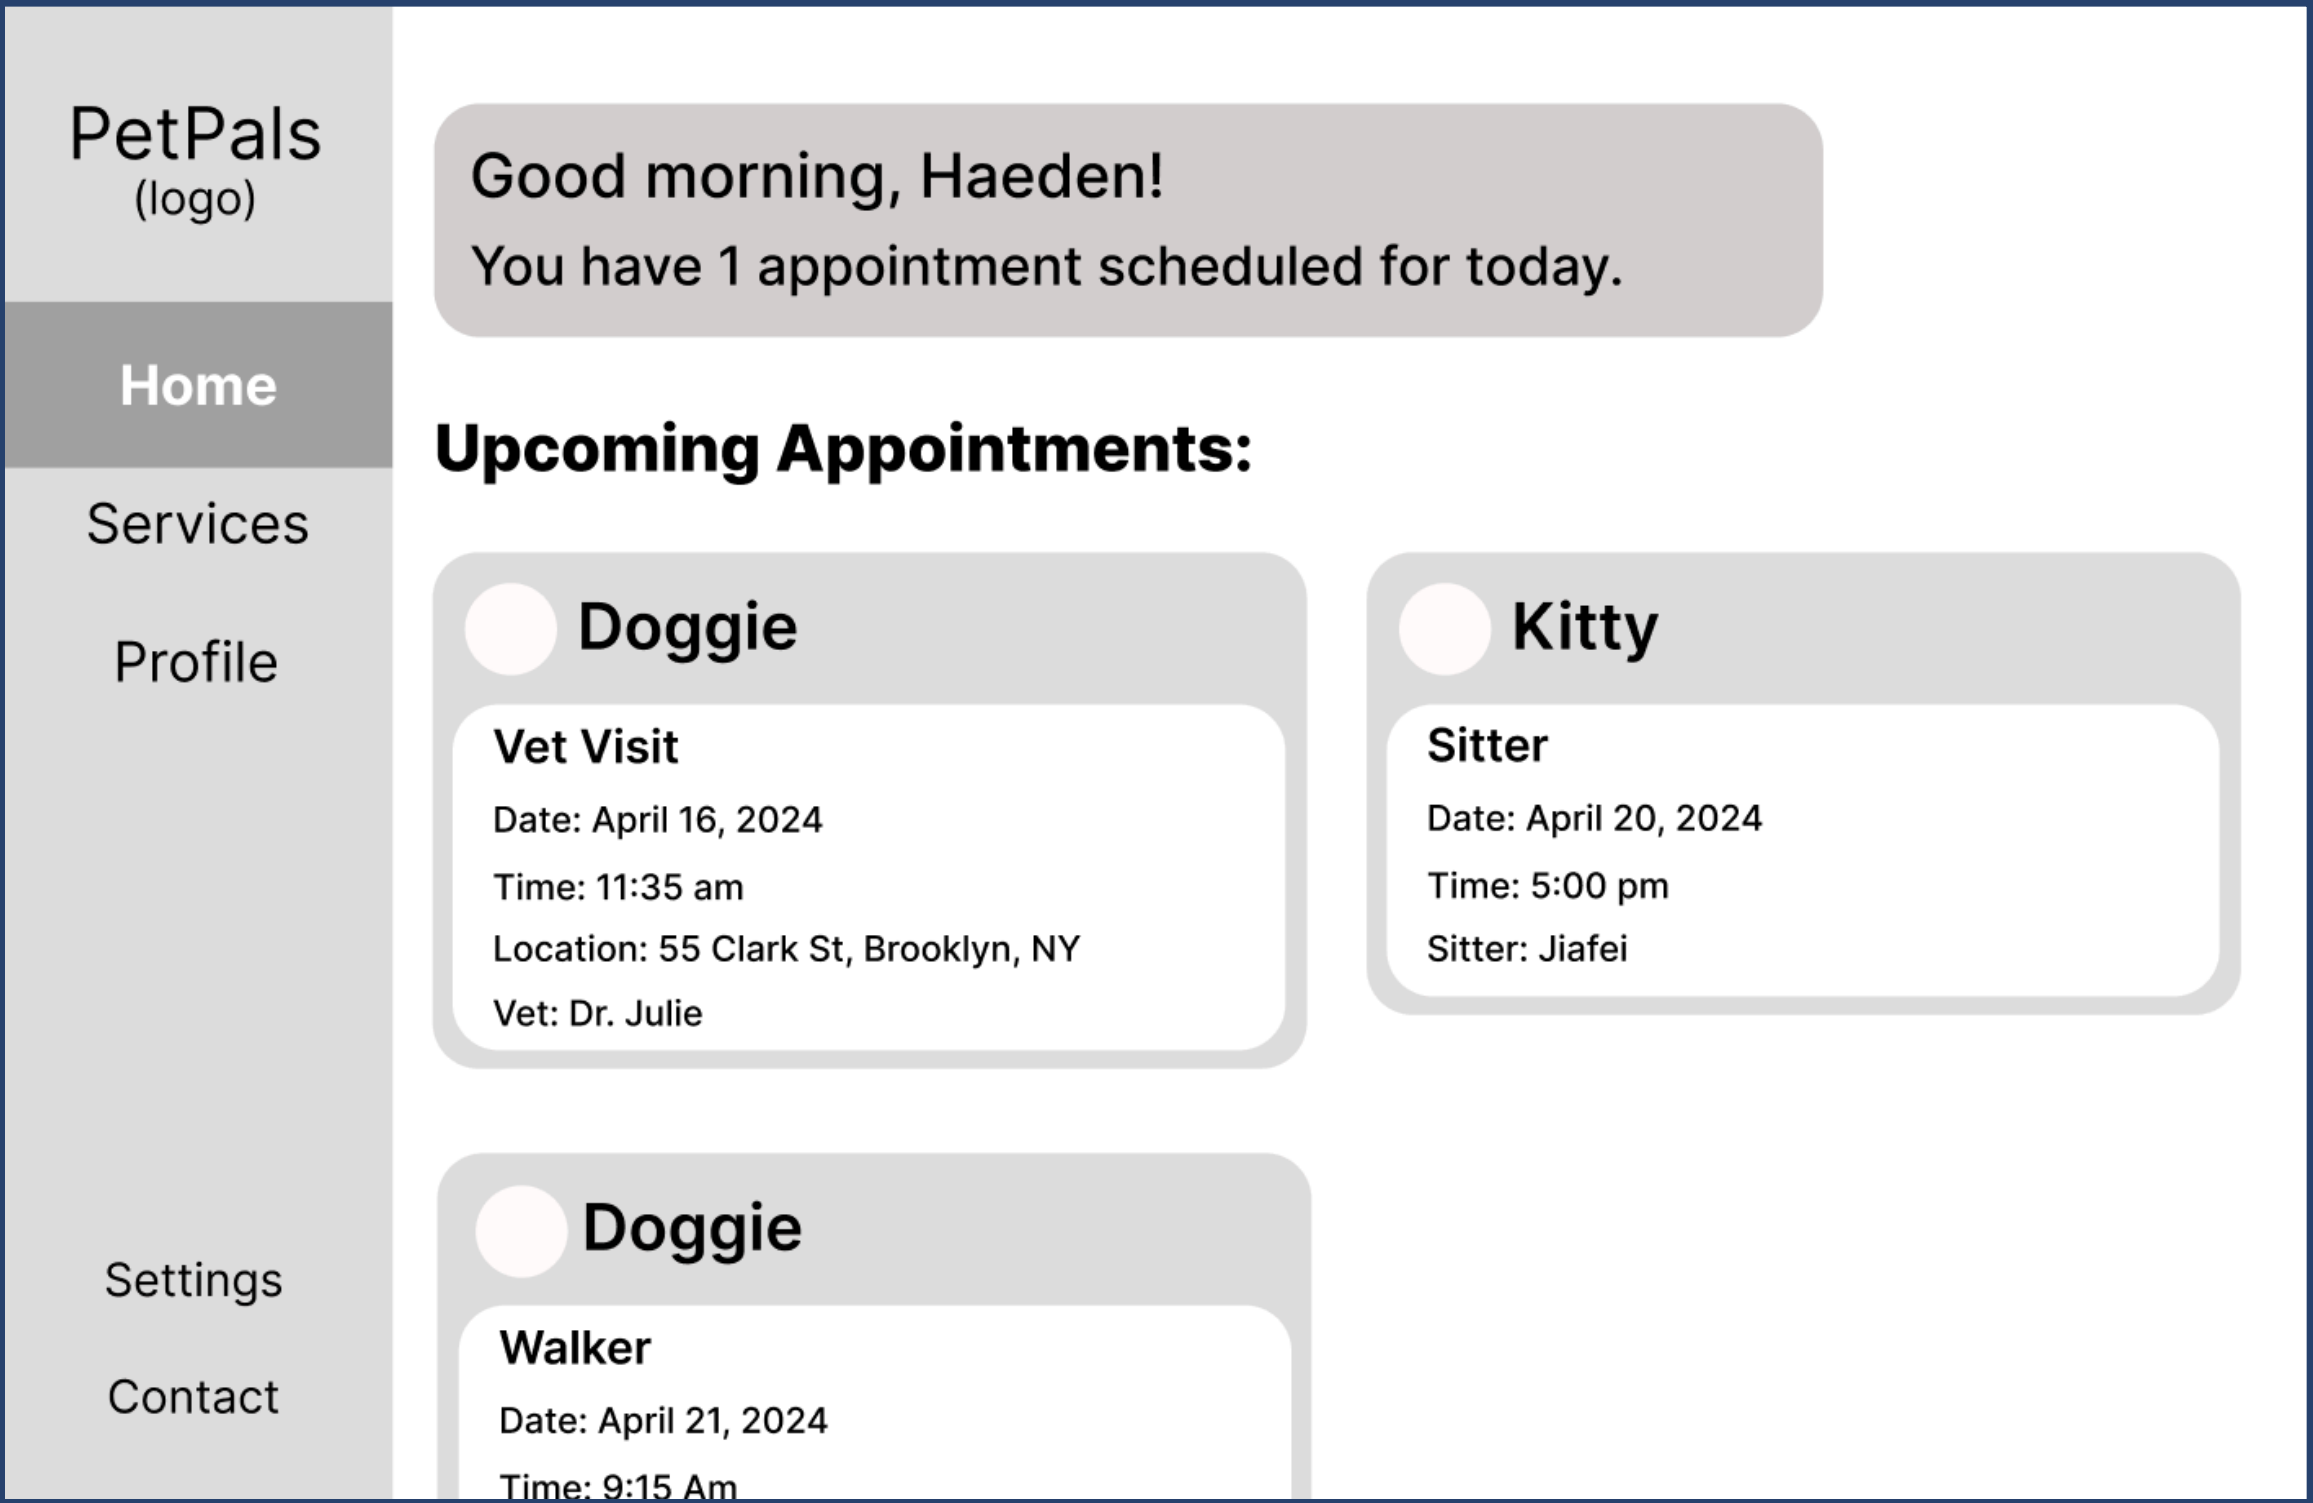 PetPals
(logo)
Home
Services
Profile
Settings
Contact
Good morning, Haeden!
You have 1 appointment scheduled for today.
Upcoming Appointments:
Doggie
Vet Visit
Date: April 16, 2024
Time: 11:35 am
Location: 55 Clark St, Brooklyn, NY
Vet: Dr. Julie
Kitty
Sitter
Date: April 20, 2024
Time: 5:00 pm
Sitter: Jiafei
Doggie
Walker
Date: April 21, 2024
Time: 9:15 Am